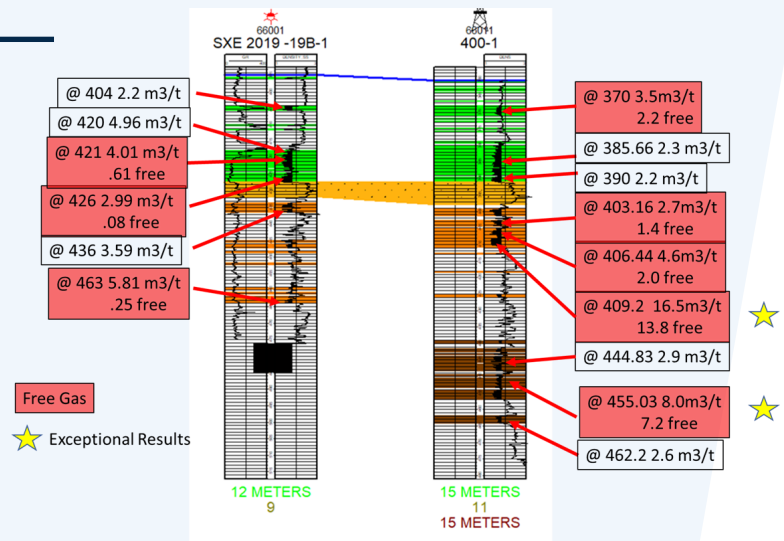 66001
SXE 2019 -19B-1
66011
400-1
@ 404 2.2 m3/t
@ 420 4.96 m3/t
@ 421 4.01 m3/t
.61 free
@ 426 2.99 m3/t
.08 free
@ 436 3.59 m3/t
@ 463 5.81 m3/t
.25 free
Free Gas
Exceptional Results
@ 370 3.5m3/t
2.2 free
@ 385.66 2.3 m3/t
@ 390 2.2 m3/t
@ 403.16 2.7m3/t
1.4 free
@ 406.44 4.6m3/t
2.0 free
@ 409.2 16.5m3/t
13.8 free
@ 444.83 2.9 m3/t
@ 455.03 8.0m3/t
7.2 free
@ 462.2 2.6 m3/t
12 METERS
9
15 METERS
11
15 METERS